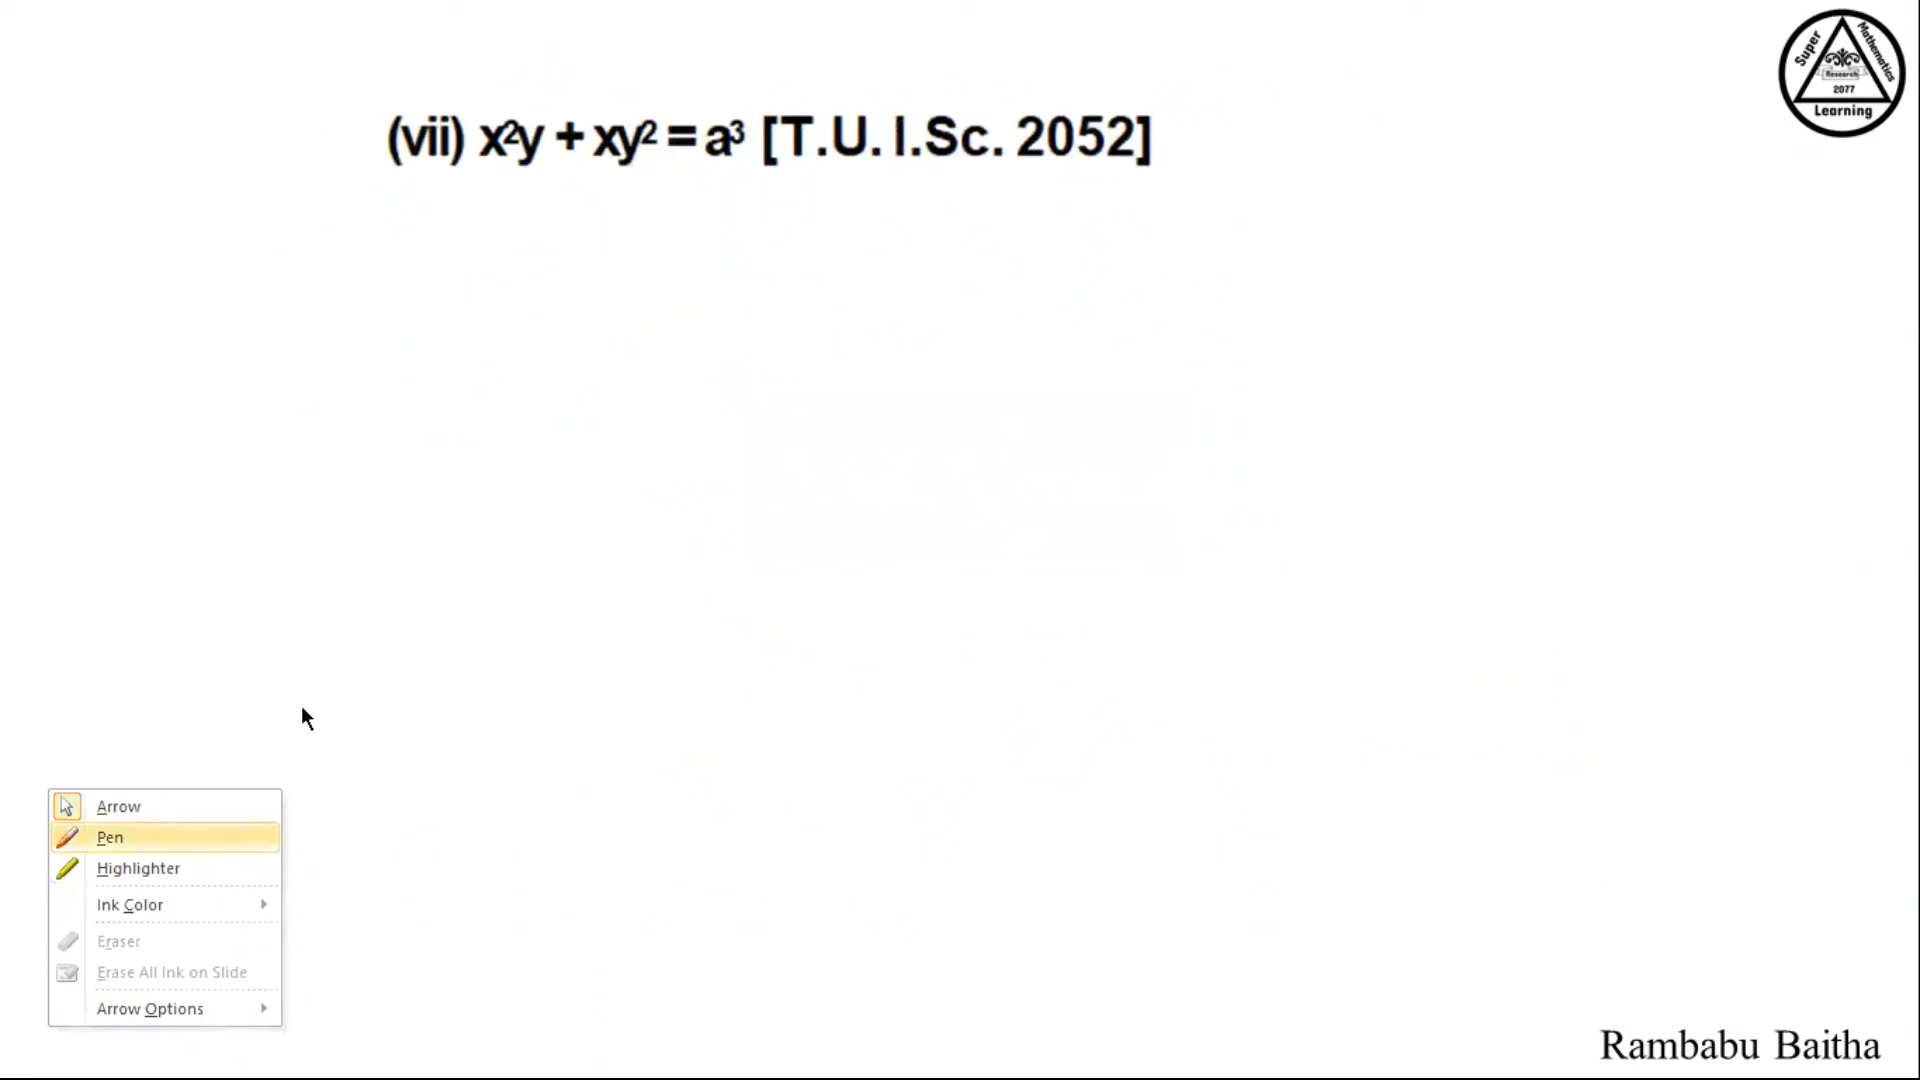 (vii) x²y + xy² = a³ [T.U. I.Sc. 2052]
Super
Mathematics
Research
2077
Learning
Arrow
Pen
Highlighter
Ink Color
Eraser
Erase All Ink on Slide
Arrow Options
Rambabu Baitha